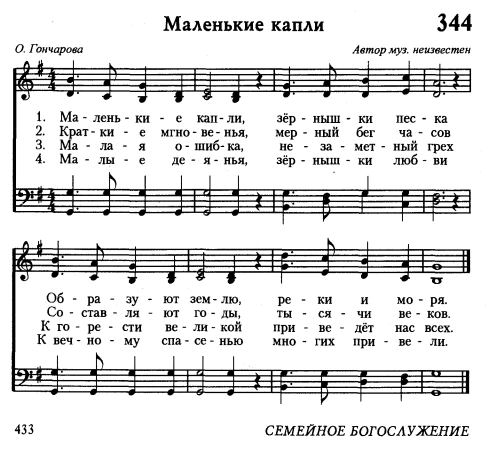 Маленькие капли 344
О. Гончарова Автор муз. неизвестен
1. Ма - лень - ки - е кап - ли, зёр - ныш - ки пес - ка
2. Крат - ки - е мгно - ве - нья, мер - ный бег ча - сов
3. Ма - ла - я о - шиб - ка, не - за - мет - ный грех
4. Ма - лы - е де - я - нья, зёр - ныш - ки люб - ви
Об - ра - зу - ют зем - лю, ре - ки и мо - ря.
Со - став - ля - ют го - ды, ты - ся - чи ве - ков.
К го - ре - сти ве - ли - кой при - ве - дёт нас всех.
К веч - но - му спа - сенью мно - гих при - ве - ли.
433 СЕМЕЙНОЕ БОГОСЛУЖЕНИЕ